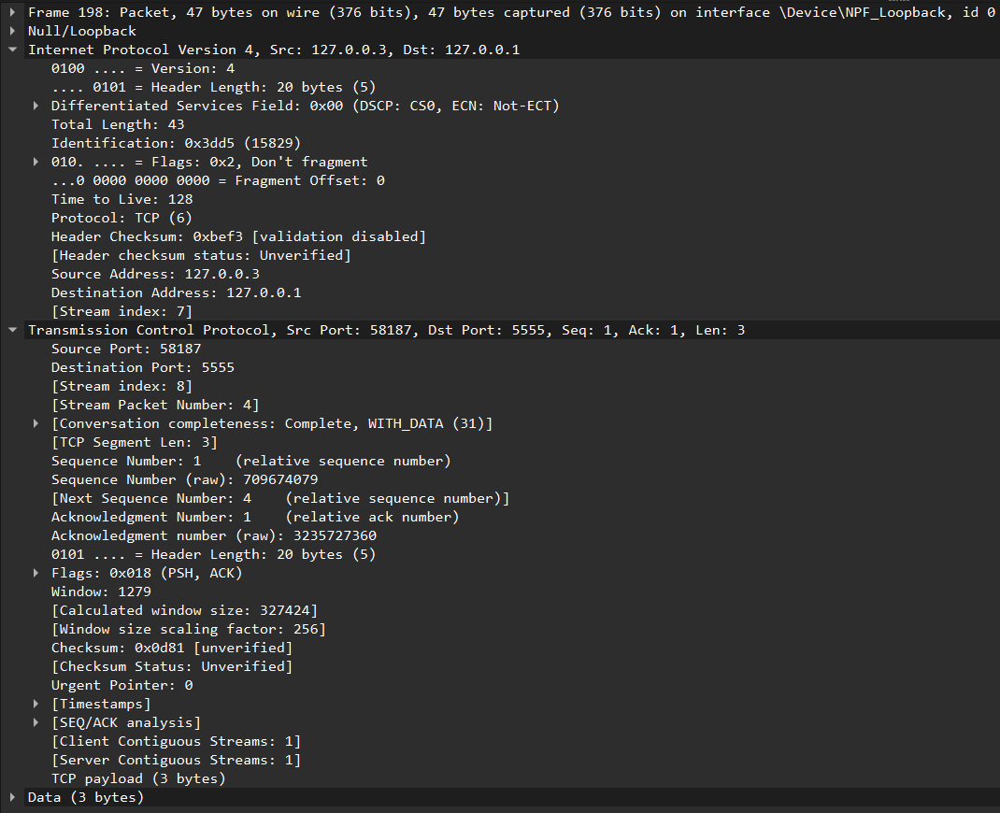 Frame 198: Packet, 47 bytes on wire (376 bits), 47 bytes captured (376 bits) on interface \Device\NPF_Loopback, id 0
Null/Loopback
Internet Protocol Version 4, Src: 127.0.0.3, Dst: 127.0.0.1
0100 .... = Version: 4
.... 0101 = Header Length: 20 bytes (5)
Differentiated Services Field: 0x00 (DSCP: CS0, ECN: Not-ECT)
Total Length: 43
Identification: 0x3dd5 (15829)
010. .... = Flags: 0x2, Don't fragment
...0 0000 0000 0000 = Fragment Offset: 0
Time to Live: 128
Protocol: TCP (6)
Header Checksum: 0xbef3 [validation disabled]
[Header checksum status: Unverified]
Source Address: 127.0.0.3
Destination Address: 127.0.0.1
[Stream index: 7]
Transmission Control Protocol, Src Port: 58187, Dst Port: 5555, Seq: 1, Ack: 1, Len: 3
Source Port: 58187
Destination Port: 5555
[Stream index: 8]
[Stream Packet Number: 4]
[Conversation completeness: Complete, WITH_DATA (31)]
[TCP Segment Len: 3]
Sequence Number: 1    (relative sequence number)
Sequence Number (raw): 709674079
[Next Sequence Number: 4    (relative sequence number)]
Acknowledgment Number: 1    (relative ack number)
Acknowledgment number (raw): 3235727360
0101 .... = Header Length: 20 bytes (5)
Flags: 0x018 (PSH, ACK)
Window: 1279
[Calculated window size: 327424]
[Window size scaling factor: 256]
Checksum: 0x0d81 [unverified]
[Checksum Status: Unverified]
Urgent Pointer: 0
[Timestamps]
[SEQ/ACK analysis]
[Client Contiguous Streams: 1]
[Server Contiguous Streams: 1]
TCP payload (3 bytes)
Data (3 bytes)